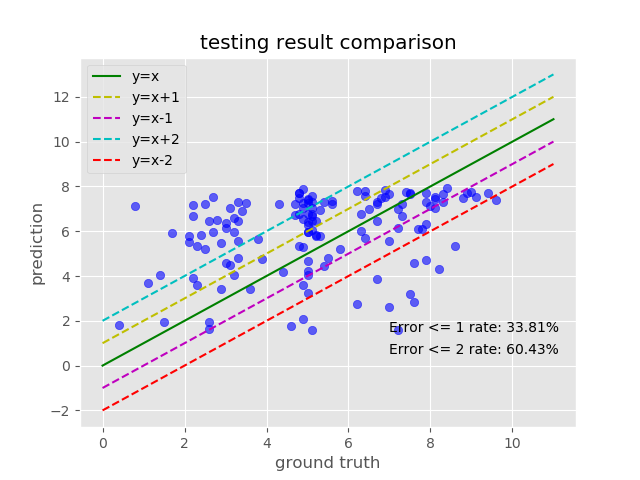 testing result comparison
y=x
y=x+1
y=x-1
y=x+2
y=x-2
12
10
8
6
4
2
0
−2
prediction
Error <= 1 rate: 33.81%
Error <= 2 rate: 60.43%
0 2 4 6 8 10
ground truth